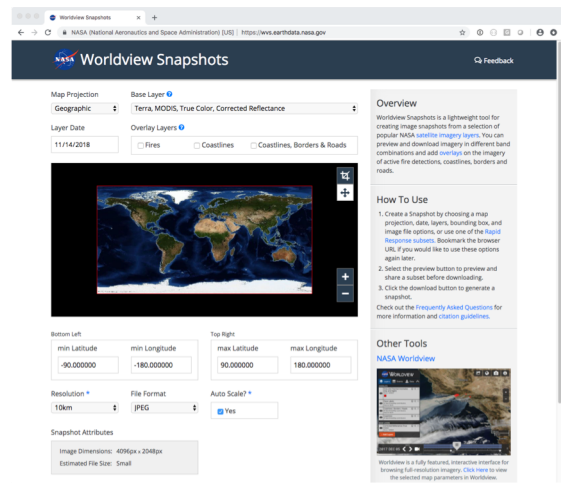 Worldview Snapshots
NASA (National Aeronautics and Space Administration) [US] | https://wvs.earthdata.nasa.gov
NASA
Worldview Snapshots
Feedback
Map Projection
Base Layer
Geographic
Terra, MODIS, True Color, Corrected Reflectance
Layer Date
Overlay Layers
11/14/2018
Fires
Coastlines
Coastlines, Borders & Roads
Bottom Left
Top Right
min Latitude
min Longitude
max Latitude
max Longitude
-90.000000
-180.000000
90.000000
180.000000
Resolution *
File Format
Auto Scale? *
10km
JPEG
Yes
Snapshot Attributes
Image Dimensions: 4096px x 2048px
Estimated File Size: Small
Overview
Worldview Snapshots is a lightweight tool for
creating image snapshots from a selection of
popular NASA satellite imagery layers. You can
preview and download imagery in different band
combinations and add overlays on the imagery
of active fire detections, coastlines, borders and
roads.
How To Use
1. Create a Snapshot by choosing a map
projection, date, layers, bounding box, and
image file options, or use one of the Rapid
Response subsets. Bookmark the browser
URL if you would like to use these options
again later.
2. Select the preview button to preview and
share a subset before downloading.
3. Click the download button to generate a
snapshot.
Check out the Frequently Asked Questions for
more information and citation guidelines.
Other Tools
NASA Worldview
WORLDVIEW
Worldview is a fully featured, interactive interface for
browsing full-resolution imagery. Click Here to view
the selected map parameters in Worldview.